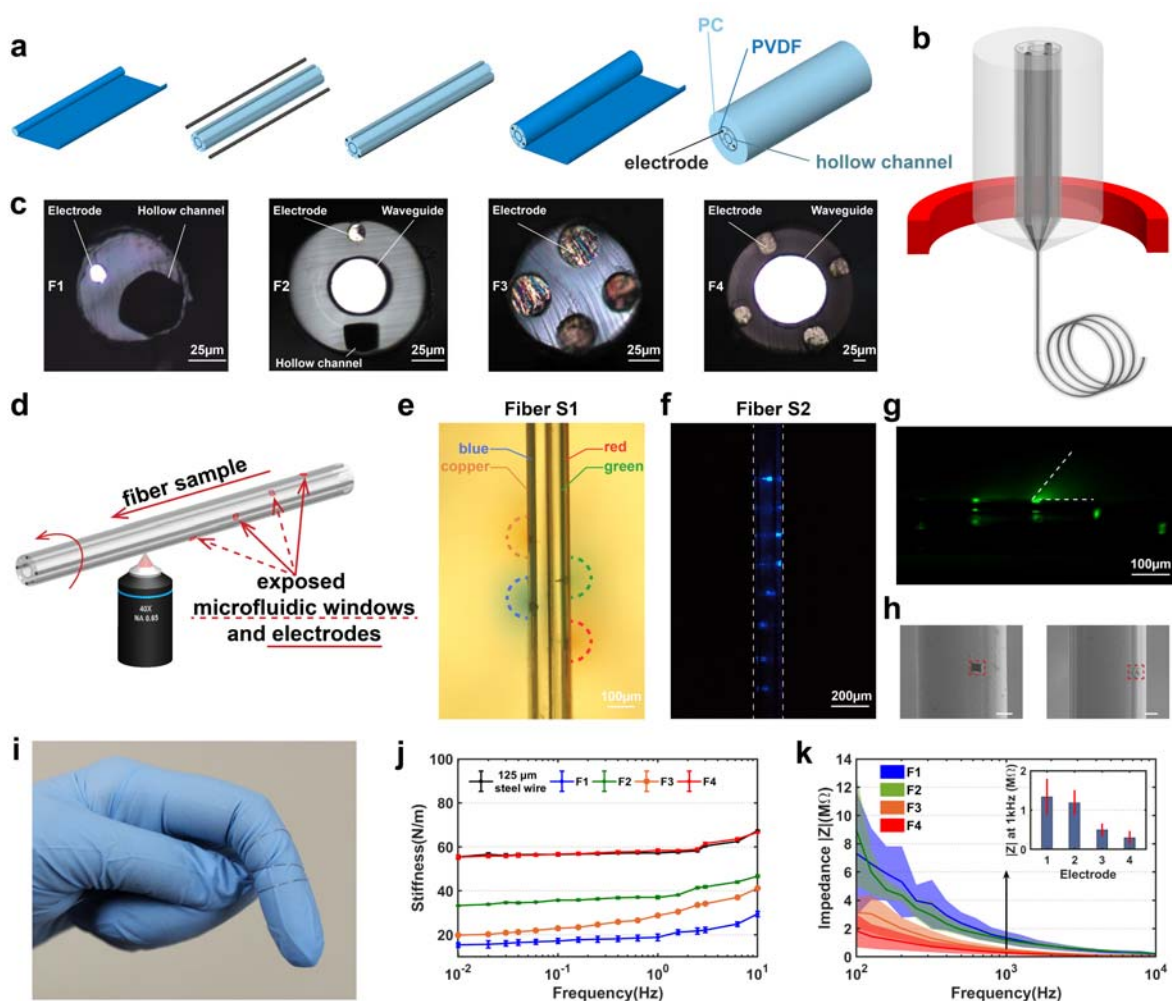 a
PC
PVDF
electrode
hollow channel
b
c
Electrode
Hollow channel
F1
25μm
Electrode
Waveguide
F2
Hollow channel
25μm
Electrode
F3
25μm
Electrode
Waveguide
F4
25μm
d
fiber sample
exposed
microfluidic windows
and electrodes
40X
NA 0.65
e
Fiber S1
blue
copper
red
green
100μm
f
Fiber S2
200μm
g
100μm
h
i
j
100
80
60
40
20
Stiffness(N/m)
125 μm
steel wire
F1
F2
F3
F4
10-2
10-1
100
101
Frequency(Hz)
k
14
12
10
8
6
4
2
0
Impedance |Z|(MΩ)
F1
F2
F3
F4
|Z| at 1kHz (MΩ)
2
1
0
1
2
3
4
Electrode
102
103
104
Frequency(Hz)